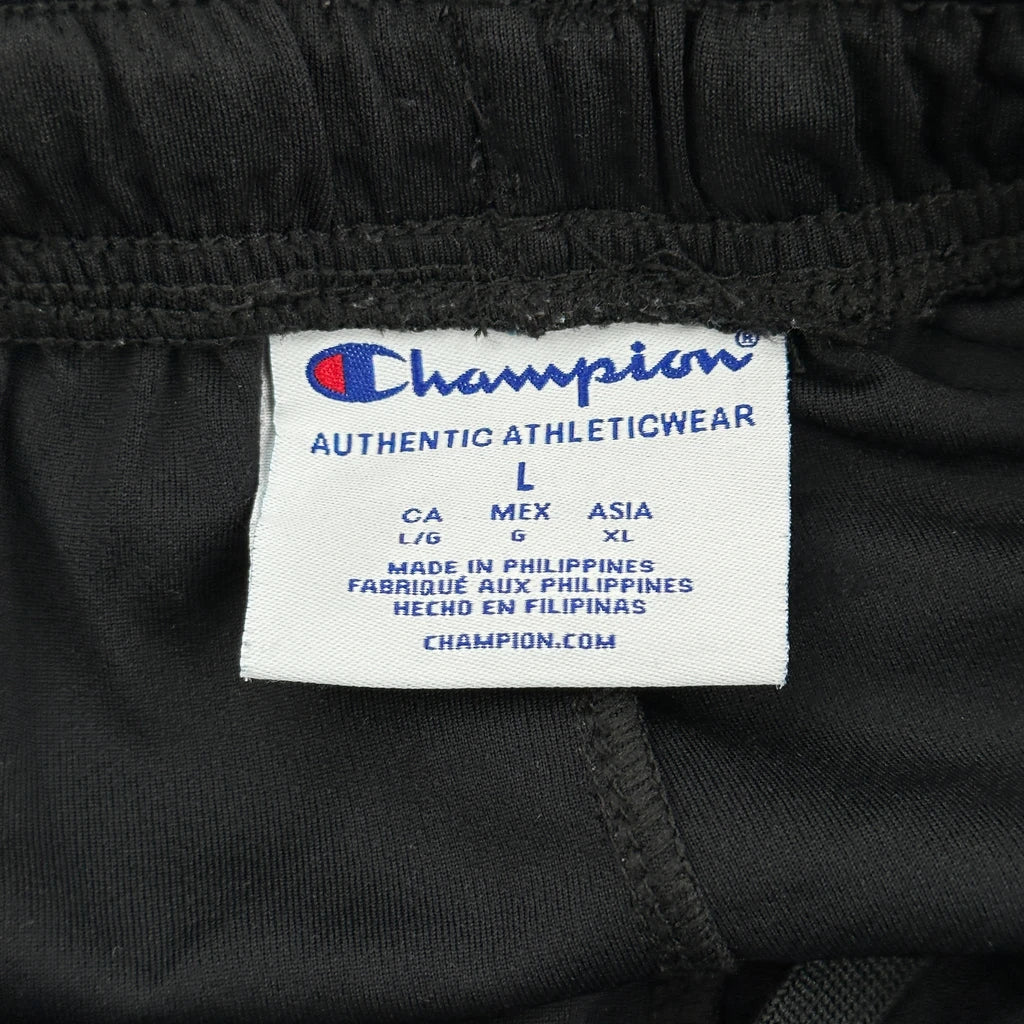 Champion®
AUTHENTIC ATHLETICWEAR
L
CA MEX ASIA
L/G G XL
MADE IN PHILIPPINES
FABRIQUÉ AUX PHILIPPINES
HECHO EN FILIPINAS
CHAMPION.COM